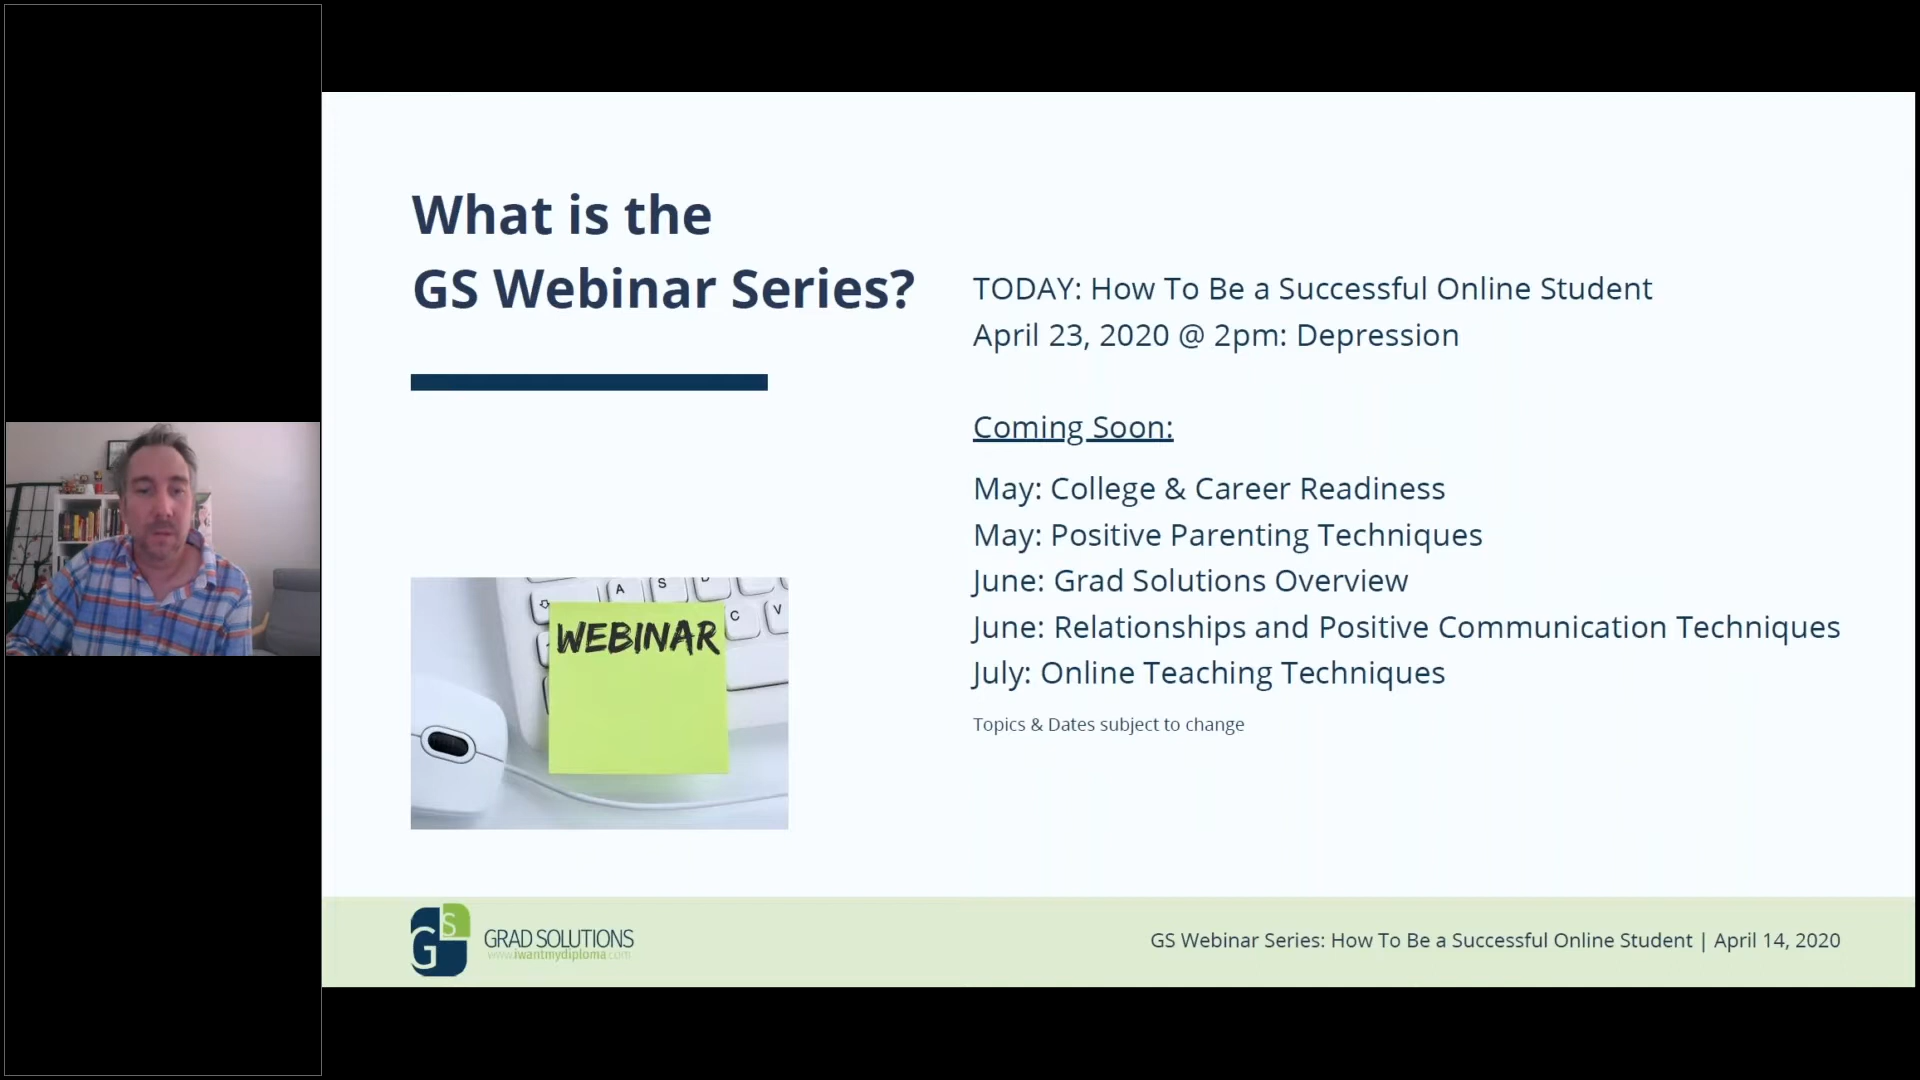 What is the
GS Webinar Series?
TODAY: How To Be a Successful Online Student
April 23, 2020 @ 2pm: Depression
Coming Soon:
May: College & Career Readiness
May: Positive Parenting Techniques
June: Grad Solutions Overview
June: Relationships and Positive Communication Techniques
July: Online Teaching Techniques
Topics & Dates subject to change
A S D
C V
WEBINAR
GS
GRAD SOLUTIONS
www.iwantmydiploma.com
GS Webinar Series: How To Be a Successful Online Student | April 14, 2020